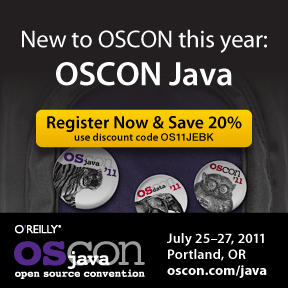 New to OSCON this year:
OSCON Java
Register Now & Save 20%
use discount code OS11JEBK
OSjava '11
OSdata '11
OScon '11
O'REILLY®
oscon
java
open source convention
July 25–27, 2011
Portland, OR
oscon.com/java